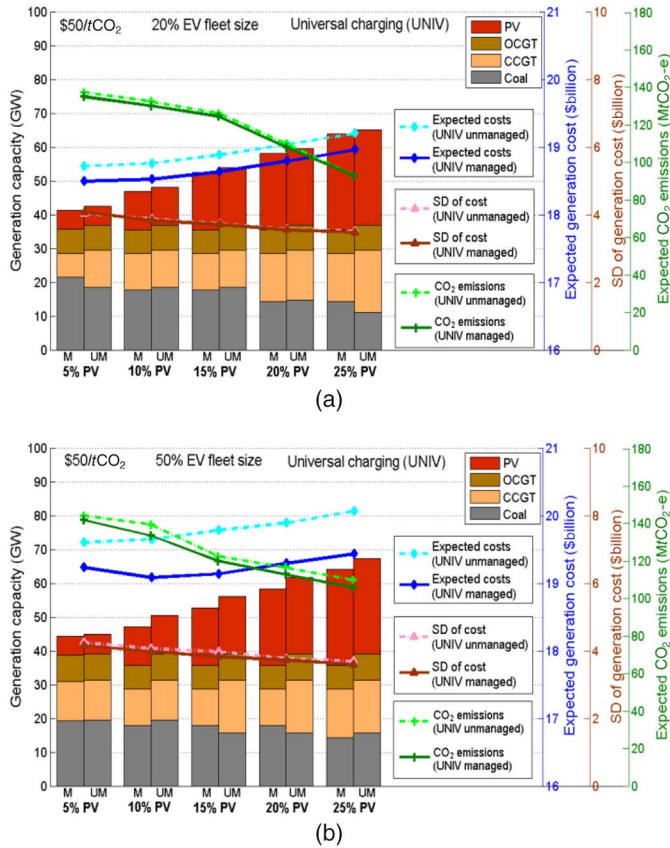 $50/tCO2 20% EV fleet size Universal charging (UNIV)
PV
OCGT
CCGT
Coal
Expected costs
(UNIV unmanaged)
Expected costs
(UNIV managed)
SD of cost
(UNIV unmanaged)
SD of cost
(UNIV managed)
CO2 emissions
(UNIV unmanaged)
CO2 emissions
(UNIV managed)
Generation capacity (GW)
100
90
80
70
60
50
40
30
20
10
0
M UM M UM M UM M UM M UM
5% PV 10% PV 15% PV 20% PV 25% PV
21
20
19
18
17
16
Expected generation cost ($billion)
10
8
6
4
2
0
SD of generation cost ($billion)
180
160
140
120
100
80
60
40
20
0
Expected CO2 emissions (MtCO2-e)
(a)
$50/tCO2 50% EV fleet size Universal charging (UNIV)
PV
OCGT
CCGT
Coal
Expected costs
(UNIV unmanaged)
Expected costs
(UNIV managed)
SD of cost
(UNIV unmanaged)
SD of cost
(UNIV managed)
CO2 emissions
(UNIV unmanaged)
CO2 emissions
(UNIV managed)
Generation capacity (GW)
100
90
80
70
60
50
40
30
20
10
0
M UM M UM M UM M UM M UM
5% PV 10% PV 15% PV 20% PV 25% PV
21
20
19
18
17
16
Expected generation cost ($billion)
10
8
6
4
2
0
SD of generation cost ($billion)
180
160
140
120
100
80
60
40
20
0
Expected CO2 emissions (MtCO2-e)
(b)